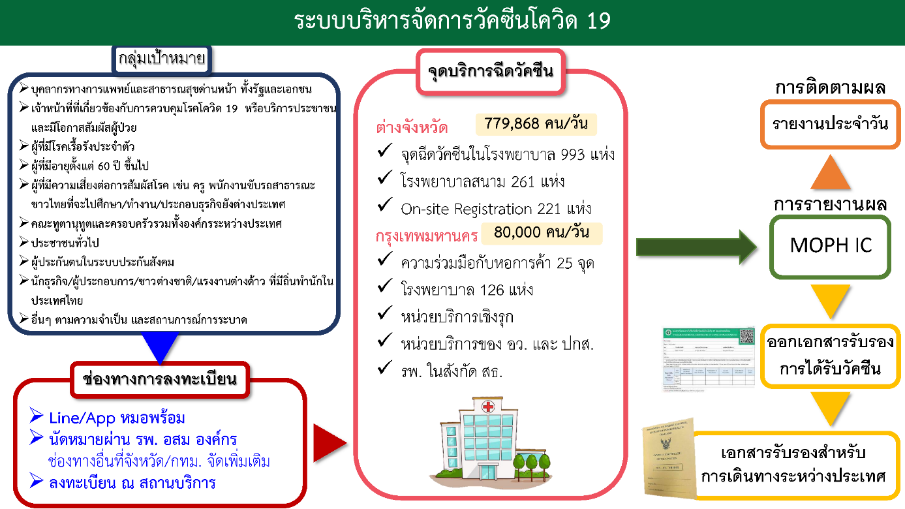 ระบบบริหารจัดการวัคซีนโควิด 19
กลุ่มเป้าหมาย
บุคลากรทางการแพทย์และสาธารณสุขด่านหน้า ทั้งรัฐและเอกชน
เจ้าหน้าที่ที่เกี่ยวข้องกับการควบคุมโรคโควิด 19 หรือบริการประชาชน
และมีโอกาสสัมผัสผู้ป่วย
ผู้ที่มีโรคเรื้อรังประจำตัว
ผู้ที่มีอายุตั้งแต่ 60 ปี ขึ้นไป
ผู้ที่มีความเสี่ยงต่อการสัมผัสโรค เช่น ครู พนักงานขับรถสาธารณะ
ชาวไทยที่จะไปศึกษา/ทำงาน/ประกอบธุรกิจยังต่างประเทศ
คณะทูตานุทูตและครอบครัวรวมทั้งองค์กรระหว่างประเทศ
ประชาชนทั่วไป
ผู้ประกันตนในระบบประกันสังคม
นักธุรกิจ/ผู้ประกอบการ/ชาวต่างชาติ/แรงงานต่างด้าว ที่มีถิ่นพำนักใน
ประเทศไทย
อื่นๆ ตามความจำเป็น และสถานการณ์การระบาด
ช่องทางการลงทะเบียน
Line/App หมอพร้อม
นัดหมายผ่าน รพ. อสม องค์กร
ช่องทางอื่นที่จังหวัด/กทม. จัดเพิ่มเติม
ลงทะเบียน ณ สถานบริการ
จุดบริการฉีดวัคซีน
ต่างจังหวัด 779,868 คน/วัน
✓ จุดฉีดวัคซีนในโรงพยาบาล 993 แห่ง
✓ โรงพยาบาลสนาม 261 แห่ง
✓ On-site Registration 221 แห่ง
กรุงเทพมหานคร 80,000 คน/วัน
✓ ความร่วมมือกับหอการค้า 25 จุด
✓ โรงพยาบาล 126 แห่ง
✓ หน่วยบริการเชิงรุก
✓ หน่วยบริการของ อว. และ ปกส.
✓ รพ. ในสังกัด สธ.
การติดตามผล
รายงานประจำวัน
การรายงานผล
MOPH IC
ออกเอกสารรับรอง
การได้รับวัคซีน
เอกสารรับรองสำหรับ
การเดินทางระหว่างประเทศ